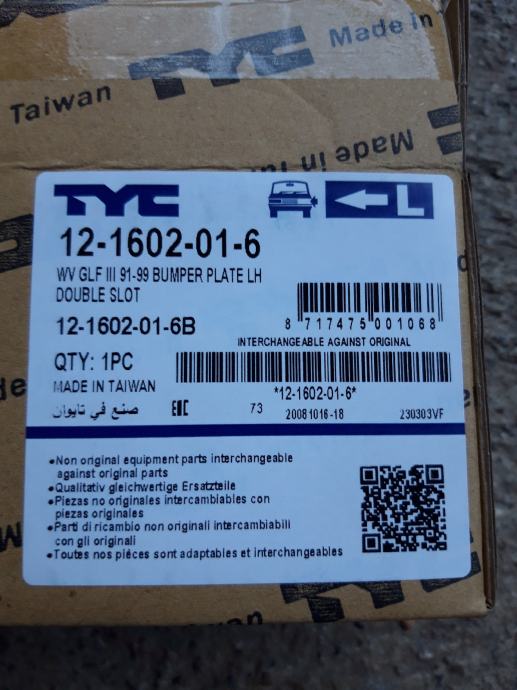 TYC
Made in
Taiwan
Made in
TYC
L
12-1602-01-6
WV GLF III 91-99 BUMPER PLATE LH
DOUBLE SLOT
12-1602-01-6B
8 717475 001068
INTERCHANGEABLE AGAINST ORIGINAL
QTY: 1PC
MADE IN TAIWAN
*12-1602-01-6*
صنع في تايوان
EAC
73
20081016-18
230303VF
•Non original equipment parts interchangeable
against original parts
•Qualitativ gleichwertige Ersatzteile
•Piezas no originales intercambiables con
piezas originales
•Parti di ricambio non originali intercambiabili
con gli originali
•Toutes nos pièces sont adaptables et interchangeables